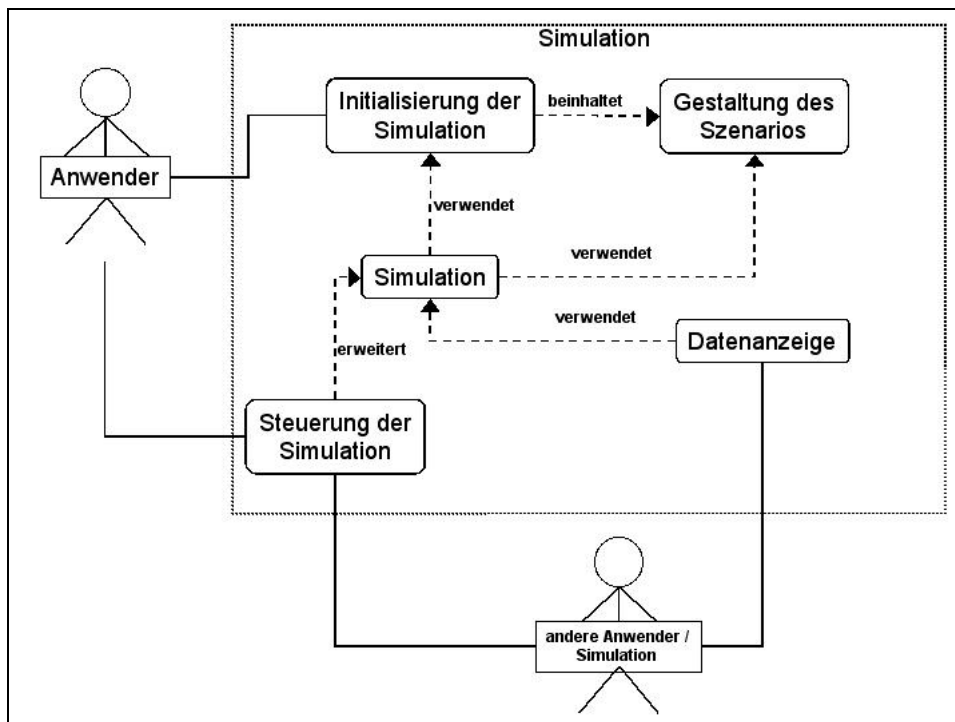 Simulation
Initialisierung der
Simulation
beinhaltet
Gestaltung des
Szenarios
Anwender
verwendet
verwendet
Simulation
verwendet
Datenanzeige
erweitert
Steuerung der
Simulation
andere Anwender /
Simulation